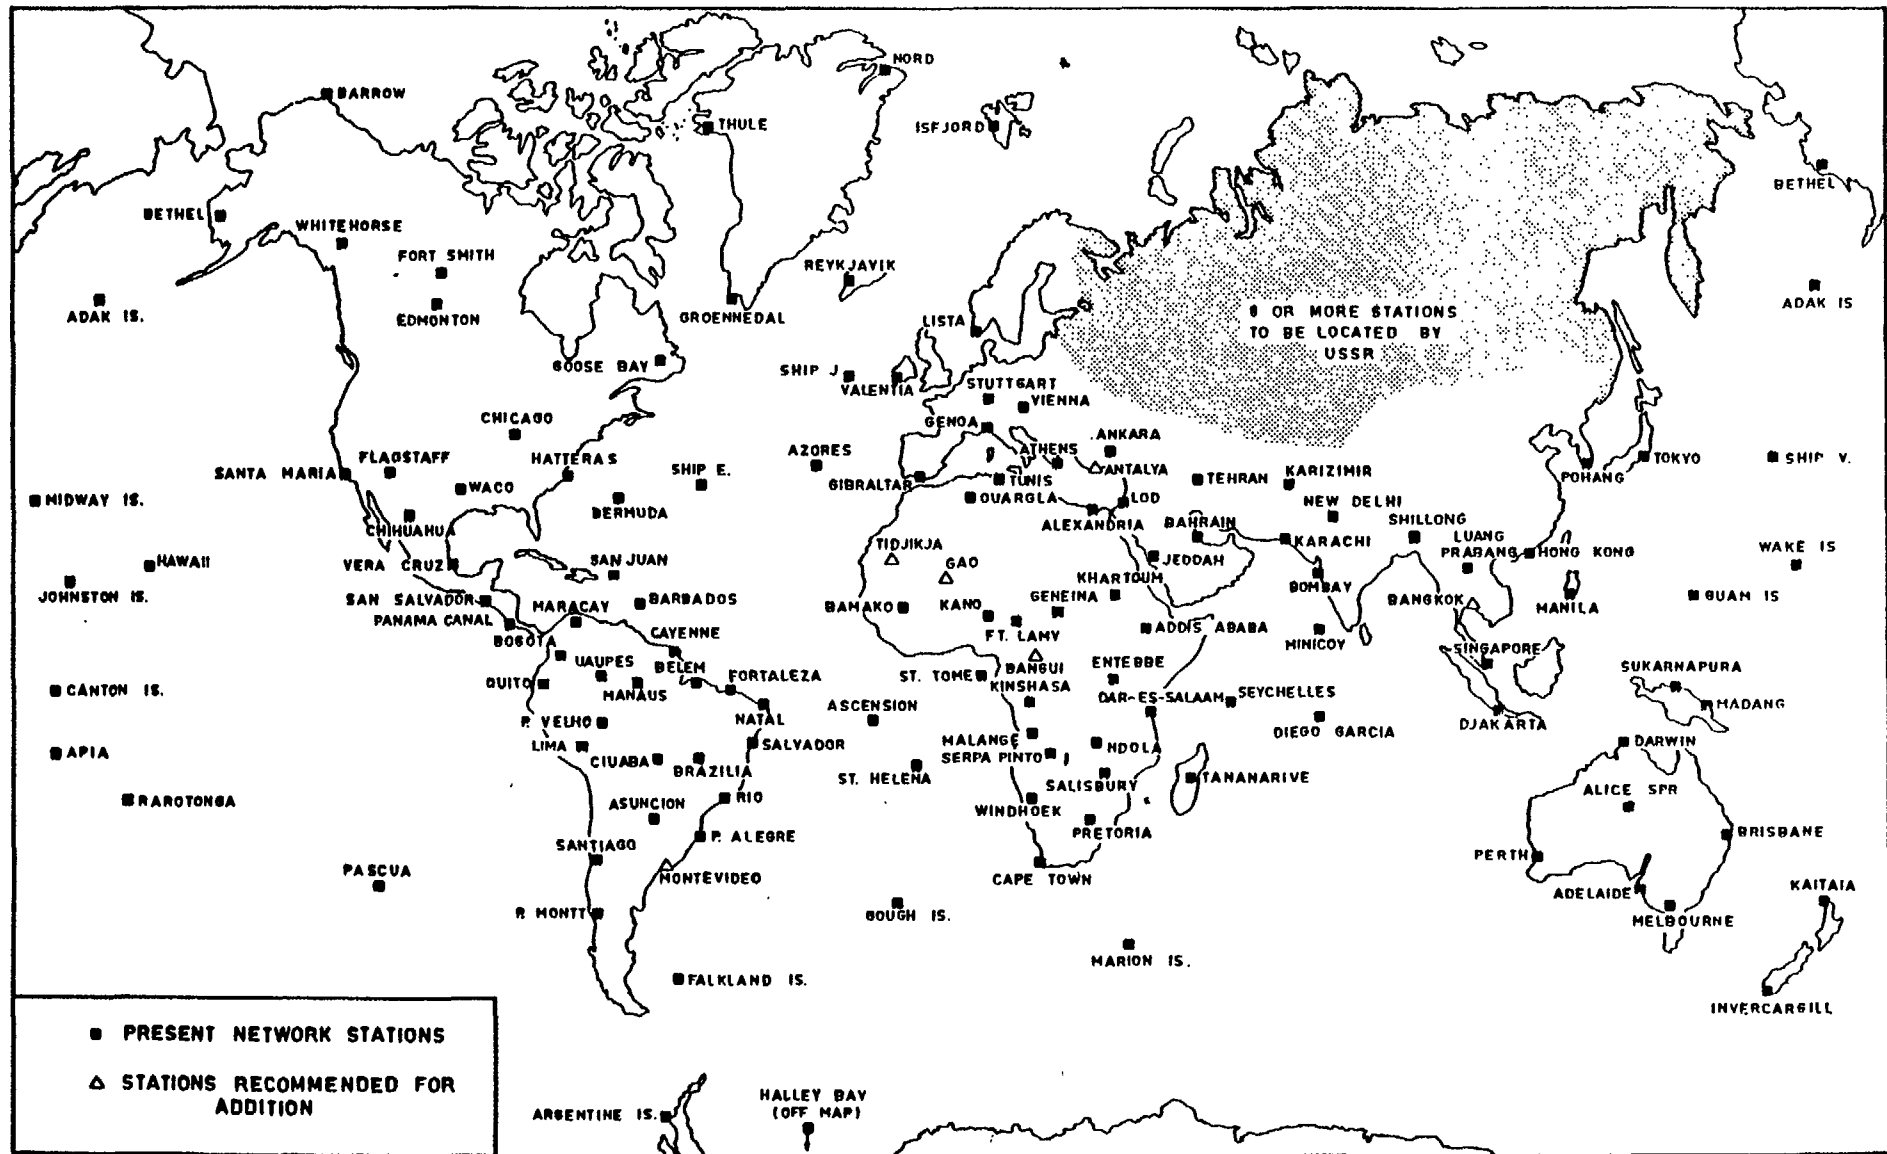 NORD
BARROW
THULE
ISFJORD
BETHEL
BETHEL
WHITEHORSE
FORT SMITH
REYKJAVIK
ADAK IS.
EDMONTON
GROENNEDAL
LISTA
OR MORE STATIONS
TO BE LOCATED BY
USSR
ADAK IS
GOOSE BAY
SHIP J
VALENTIA
STUTTGART
VIENNA
CHICAGO
GENOA
ANKARA
AZORES
ATHENS
SANTA MARIA
FLAGSTAFF
HATTERAS
SHIP E.
ANTALYA
TEHRAN
KARIZIMIR
POHANG
TOKYO
SHIP V.
MIDWAY IS.
WACO
GIBRALTAR
TUNIS
OUARGLA
LOD
NEW DELHI
BERMUDA
CHIHUAHUA
ALEXANDRIA
BAHRAIN
SHILLONG
LUANG
PRABANG
HONG KONG
KARACHI
TIDJIKJA
GAO
JEDDAH
WAKE IS
HAWAII
VERA CRUZ
SAN JUAN
KHARTOUM
BOMBAY
JOHNSTON IS.
SAN SALVADOR
MARACAY
BARBADOS
BAMAKO
KANO
GENEINA
BANGKOK
MANILA
GUAM IS
PANAMA CANAL
BOGOTA
CAYENNE
FT. LAMY
ADDIS ABABA
MINICOY
SINGAPORE
UAUPES
BELEM
FORTALEZA
ST. TOME
BANGUI
ENTEBBE
SUKARNAPURA
CANTON IS.
QUITO
MANAUS
KINSHASA
DAR-ES-SALAAM
SEYCHELLES
MADANG
P. VELHO
NATAL
ASCENSION
DIEGO GARCIA
DJAKARTA
APIA
LIMA
SALVADOR
MALANGE
NDOLA
DARWIN
CIUABA
BRAZILIA
SERPA PINTO
ST. HELENA
SALISBURY
TANANARIVE
RAROTONGA
ASUNCION
RIO
WINDHOEK
ALICE SPR
PRETORIA
P. ALEGRE
BRISBANE
SANTIAGO
PERTH
PASCUA
MONTEVIDEO
CAPE TOWN
ADELAIDE
KAITAIA
P. MONTT
GOUGH IS.
MELBOURNE
MARION IS.
FALKLAND IS.
INVERCARGILL
PRESENT NETWORK STATIONS
STATIONS RECOMMENDED FOR
ADDITION
ARGENTINE IS.
HALLEY BAY
(OFF MAP)